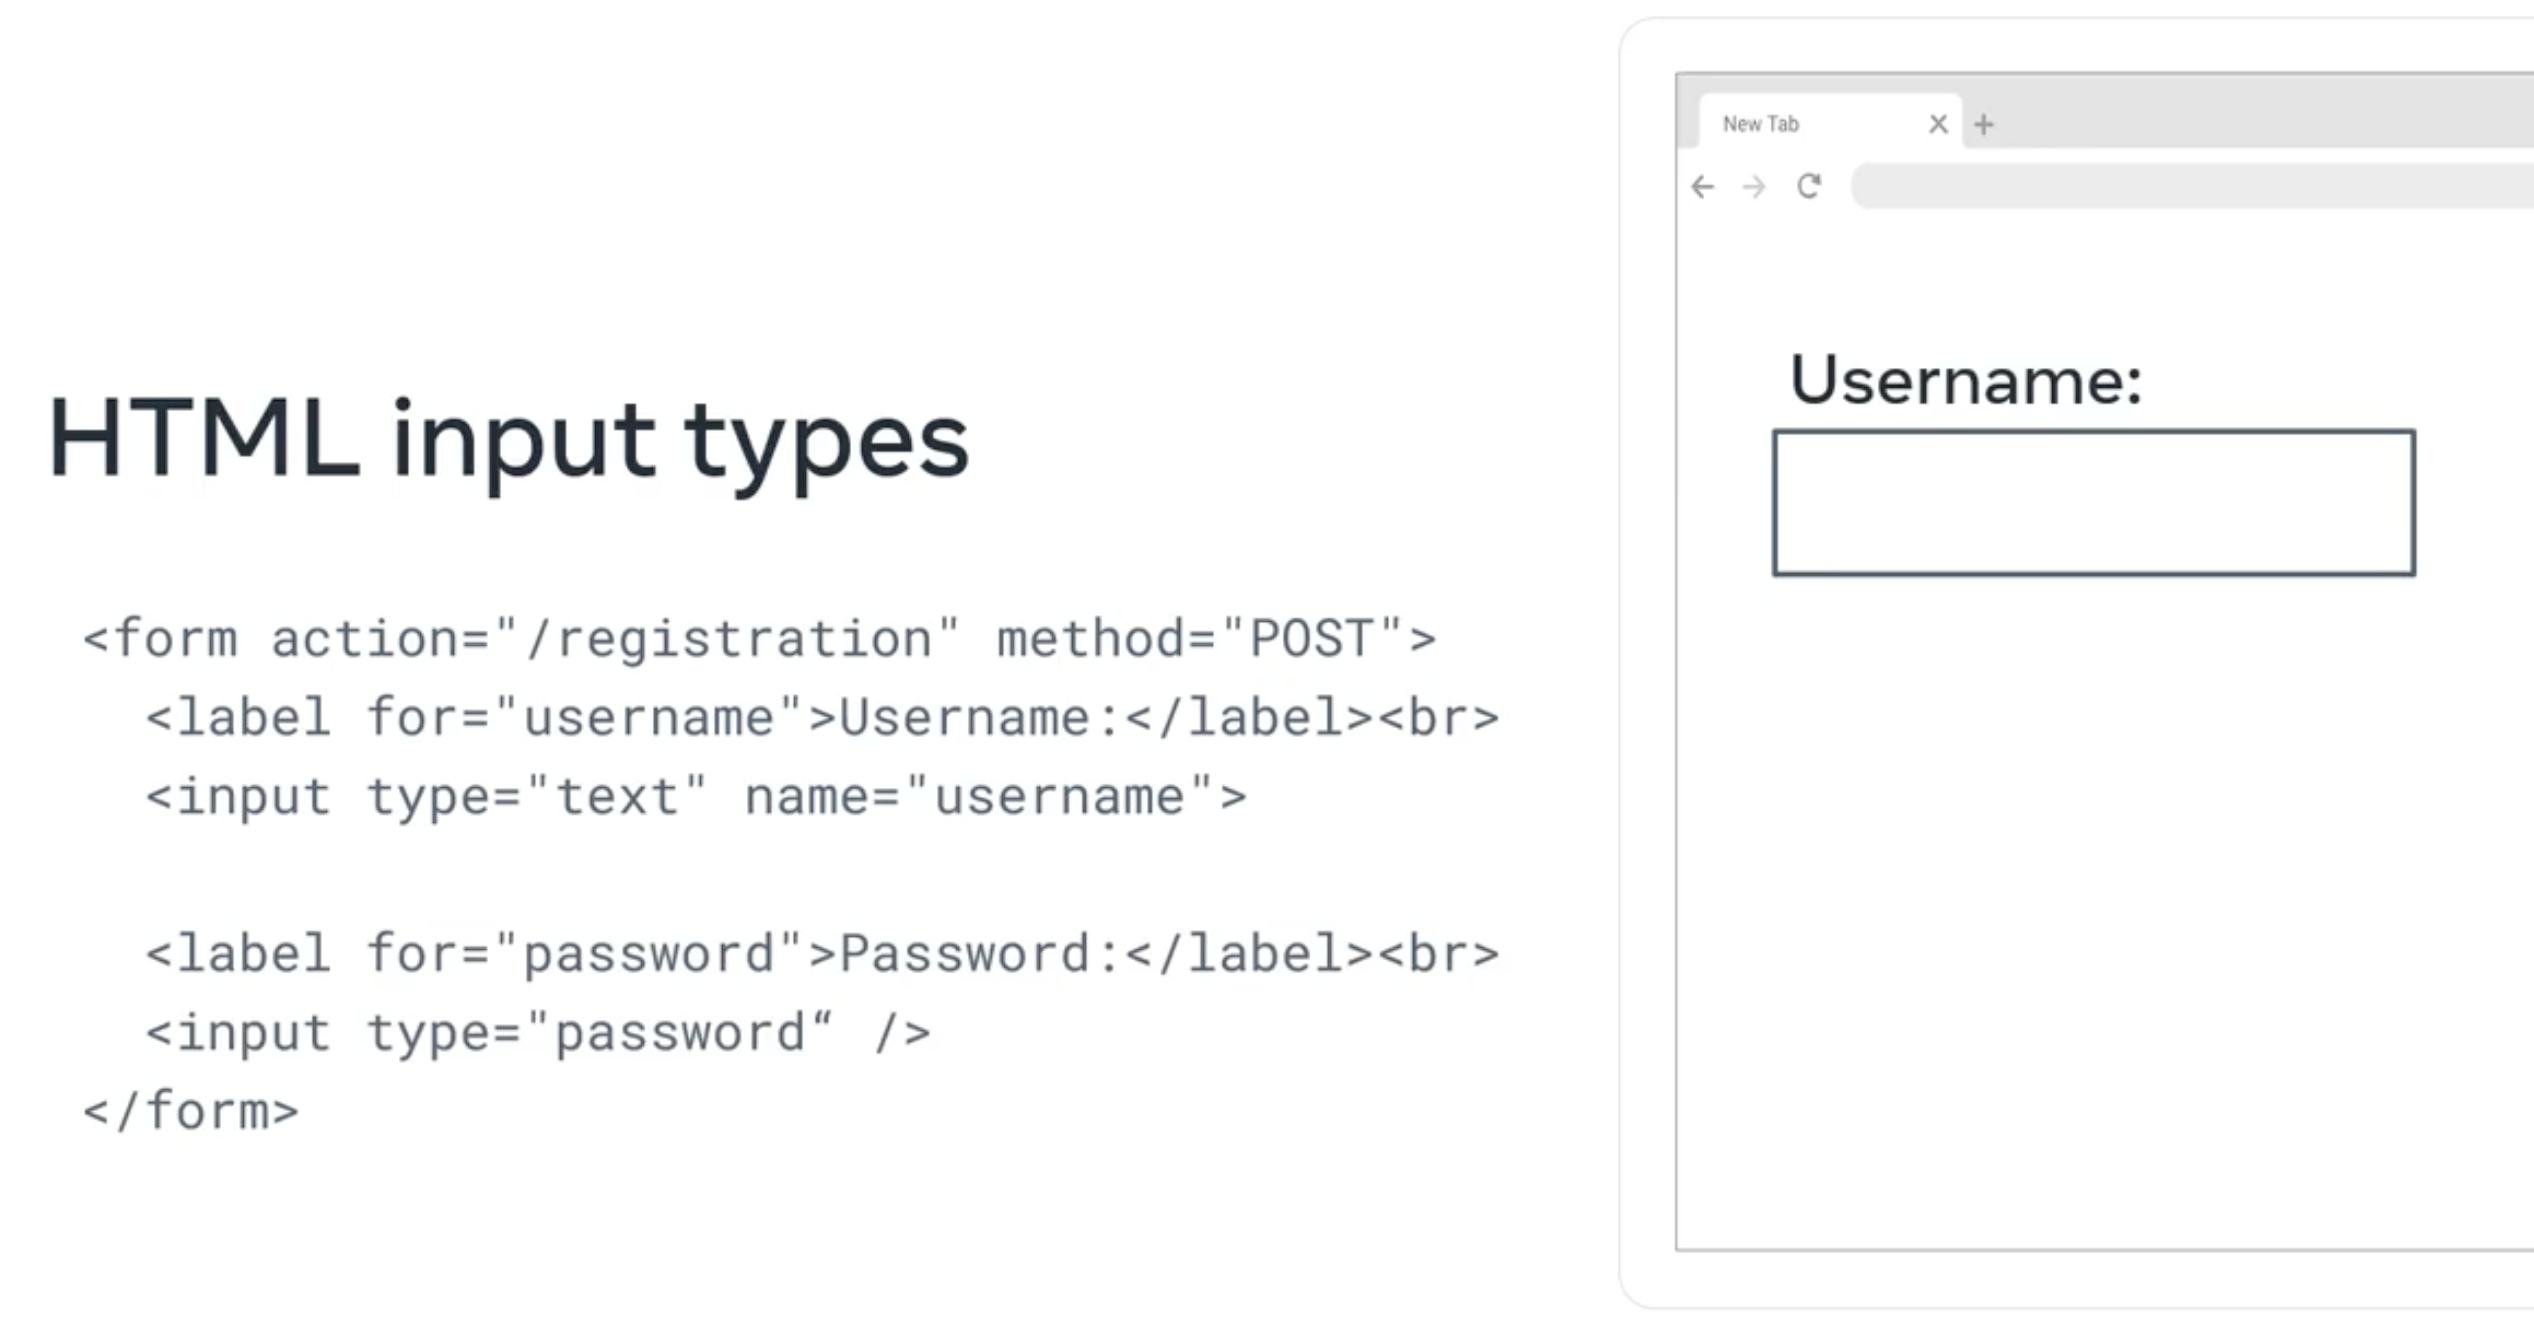 HTML input types
<form action="/registration" method="POST">
<label for="username">Username:</label><br>
<input type="text" name="username">
<label for="password">Password:</label><br>
<input type="password“ />
</form>
New Tab
Username: